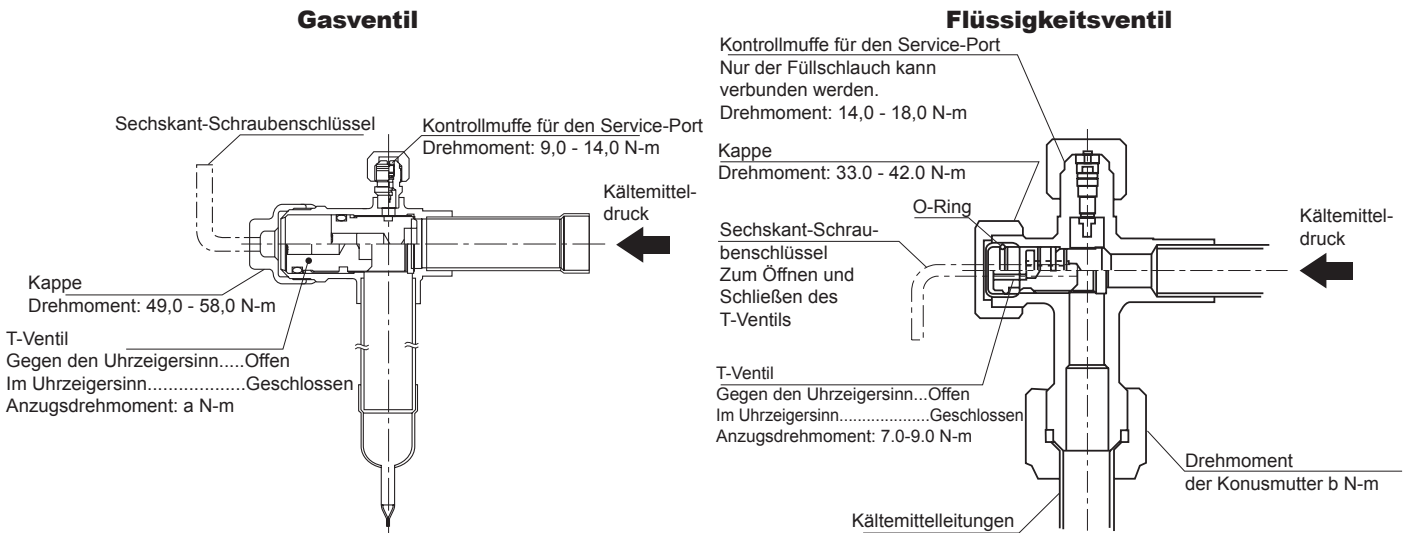 Gasventil
Sechskant-Schraubenschlüssel
Kontrollmuffe für den Service-Port
Drehmoment: 9,0 - 14,0 N-m
Kältemittel-
druck
Kappe
Drehmoment: 49,0 - 58,0 N-m
T-Ventil
Gegen den Uhrzeigersinn.....Offen
Im Uhrzeigersinn...................Geschlossen
Anzugsdrehmoment: a N-m
Flüssigkeitsventil
Kontrollmuffe für den Service-Port
Nur der Füllschlauch kann
verbunden werden.
Drehmoment: 14,0 - 18,0 N-m
Kappe
Drehmoment: 33.0 - 42.0 N-m
O-Ring
Sechskant-Schrau-
benschlüssel
Zum Öffnen und
Schließen des
T-Ventils
Kältemittel-
druck
T-Ventil
Gegen den Uhrzeigersinn...Offen
Im Uhrzeigersinn....................Geschlossen
Anzugsdrehmoment: 7.0-9.0 N-m
Drehmoment
der Konusmutter b N-m
Kältemittelleitungen